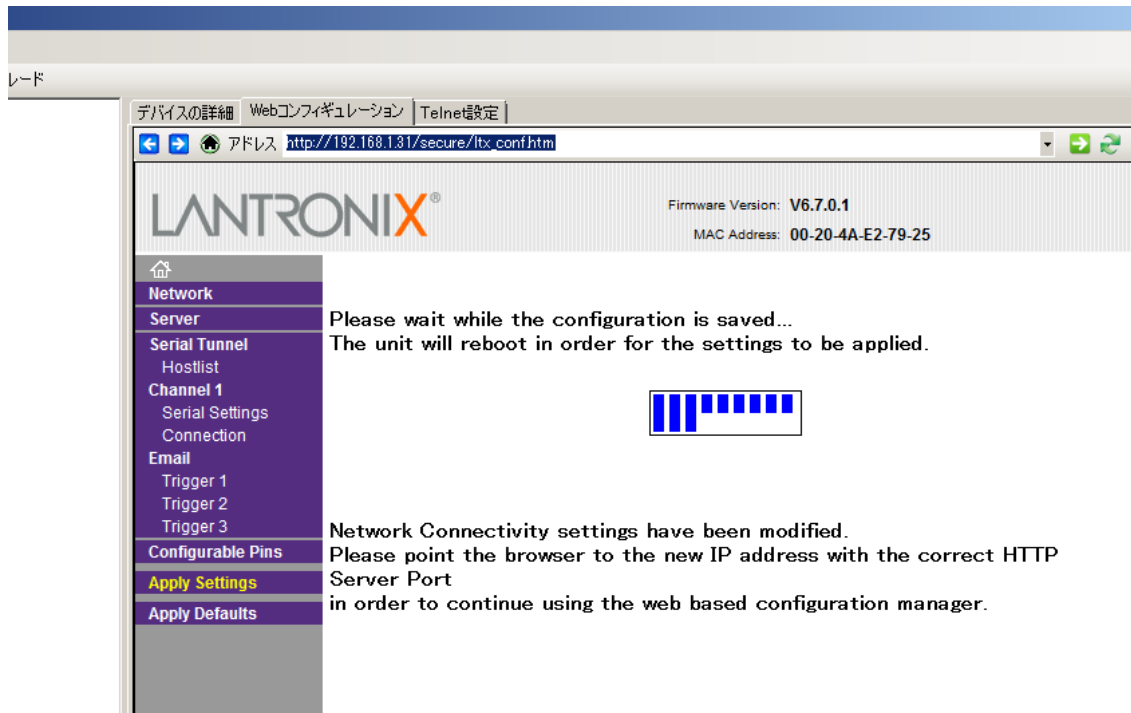 レード
デバイスの詳細 Webコンフィギュレーション Telnet設定
アドレス http://192.168.1.31/secure/ltx_conf.htm
LANTRONIX®
Firmware Version: V6.7.0.1
MAC Address: 00-20-4A-E2-79-25
Network
Server
Serial Tunnel
Hostlist
Channel 1
Serial Settings
Connection
Email
Trigger 1
Trigger 2
Trigger 3
Configurable Pins
Apply Settings
Apply Defaults
Please wait while the configuration is saved...
The unit will reboot in order for the settings to be applied.
Network Connectivity settings have been modified.
Please point the browser to the new IP address with the correct HTTP
Server Port
in order to continue using the web based configuration manager.